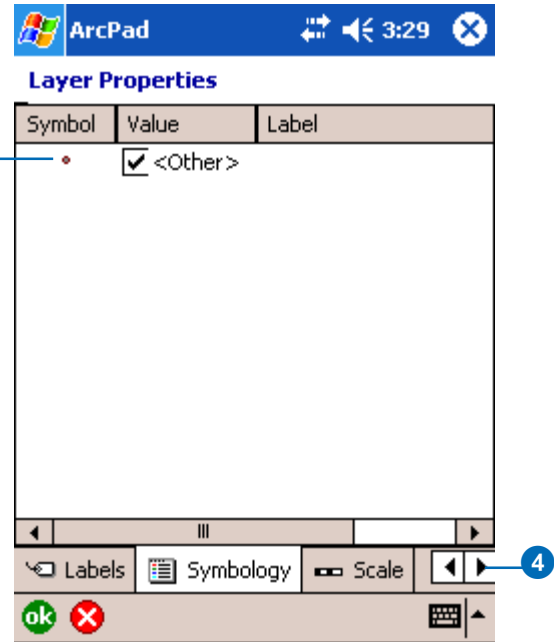 ArcPad 3:29
Layer Properties
Symbol Value Label
<Other>
4
Labels Symbology Scale
ok